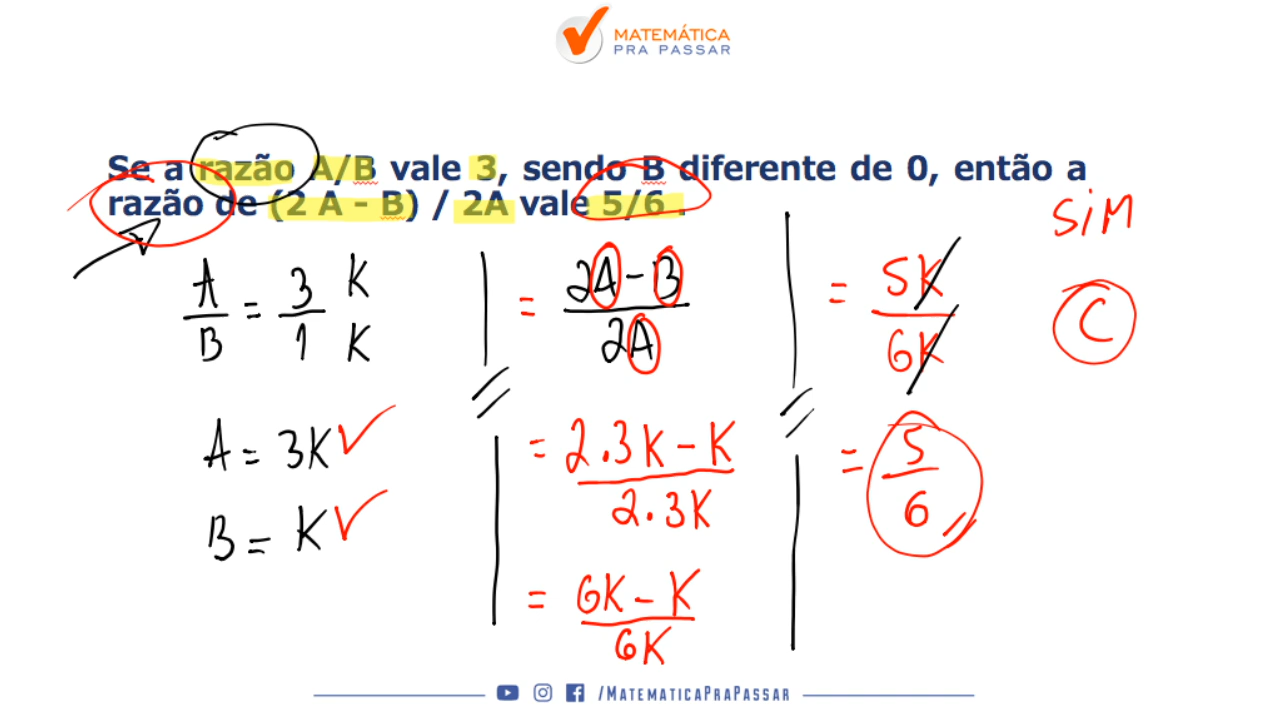 MATEMÁTICA
PRA PASSAR
Se a razão A/B vale 3, sendo B diferente de 0, então a
razão de (2 A - B) / 2A vale 5/6 .
SIM
C
A/B = 3/1 K/K
A = 3K
B = K
= (2A - B)/2A
= (2.3K - K)/2.3K
= (6K - K)/6K
= 5K/6K
= 5/6
/MatematicaPraPassar